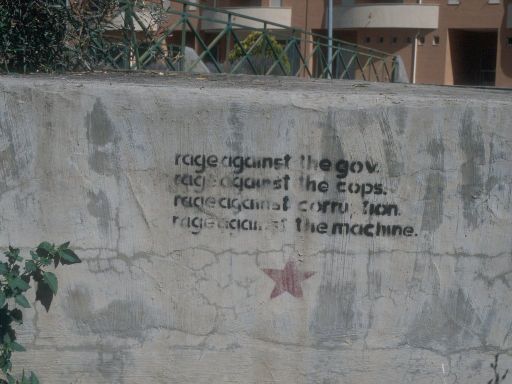 rage against the gov.
rage against the cops.
rage against corruption.
rage against the machine.